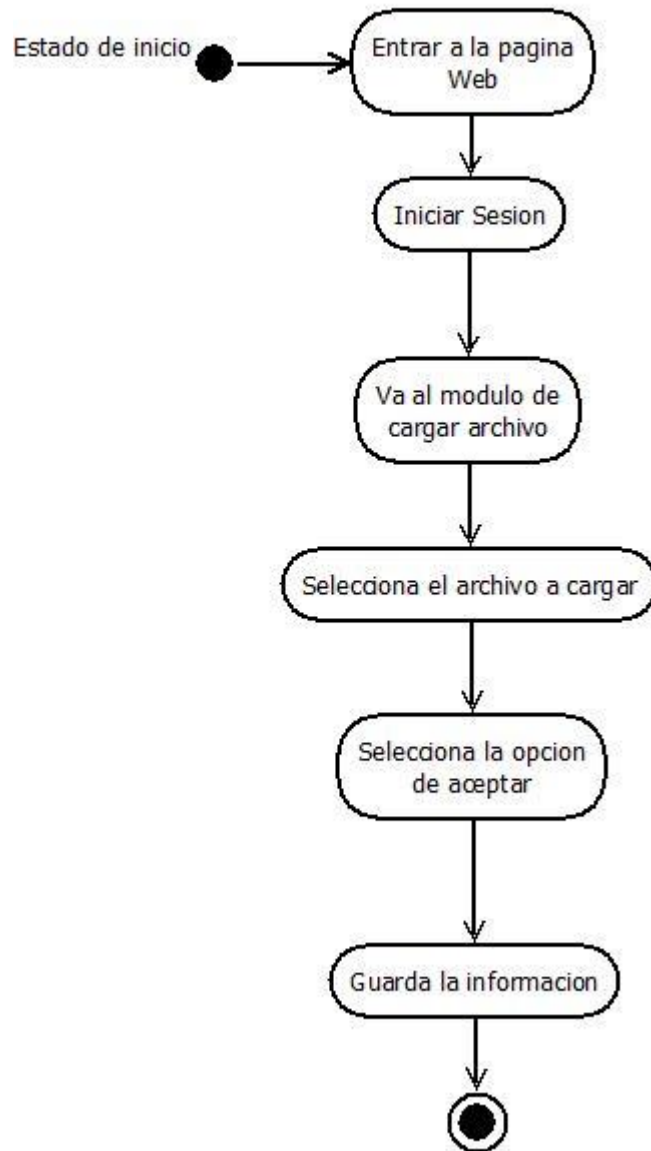 Estado de inicio
Entrar a la pagina
Web
Iniciar Sesion
Va al modulo de
cargar archivo
Selecciona el archivo a cargar
Selecciona la opcion
de aceptar
Guarda la informacion